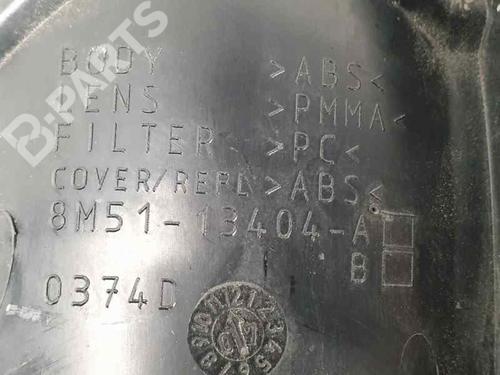 BODY >ABS<
LENS >PMMA<
FILTER >PC<
COVER/REFL >ABS<
8M51-13404-A
B
0374D
B-PARTS